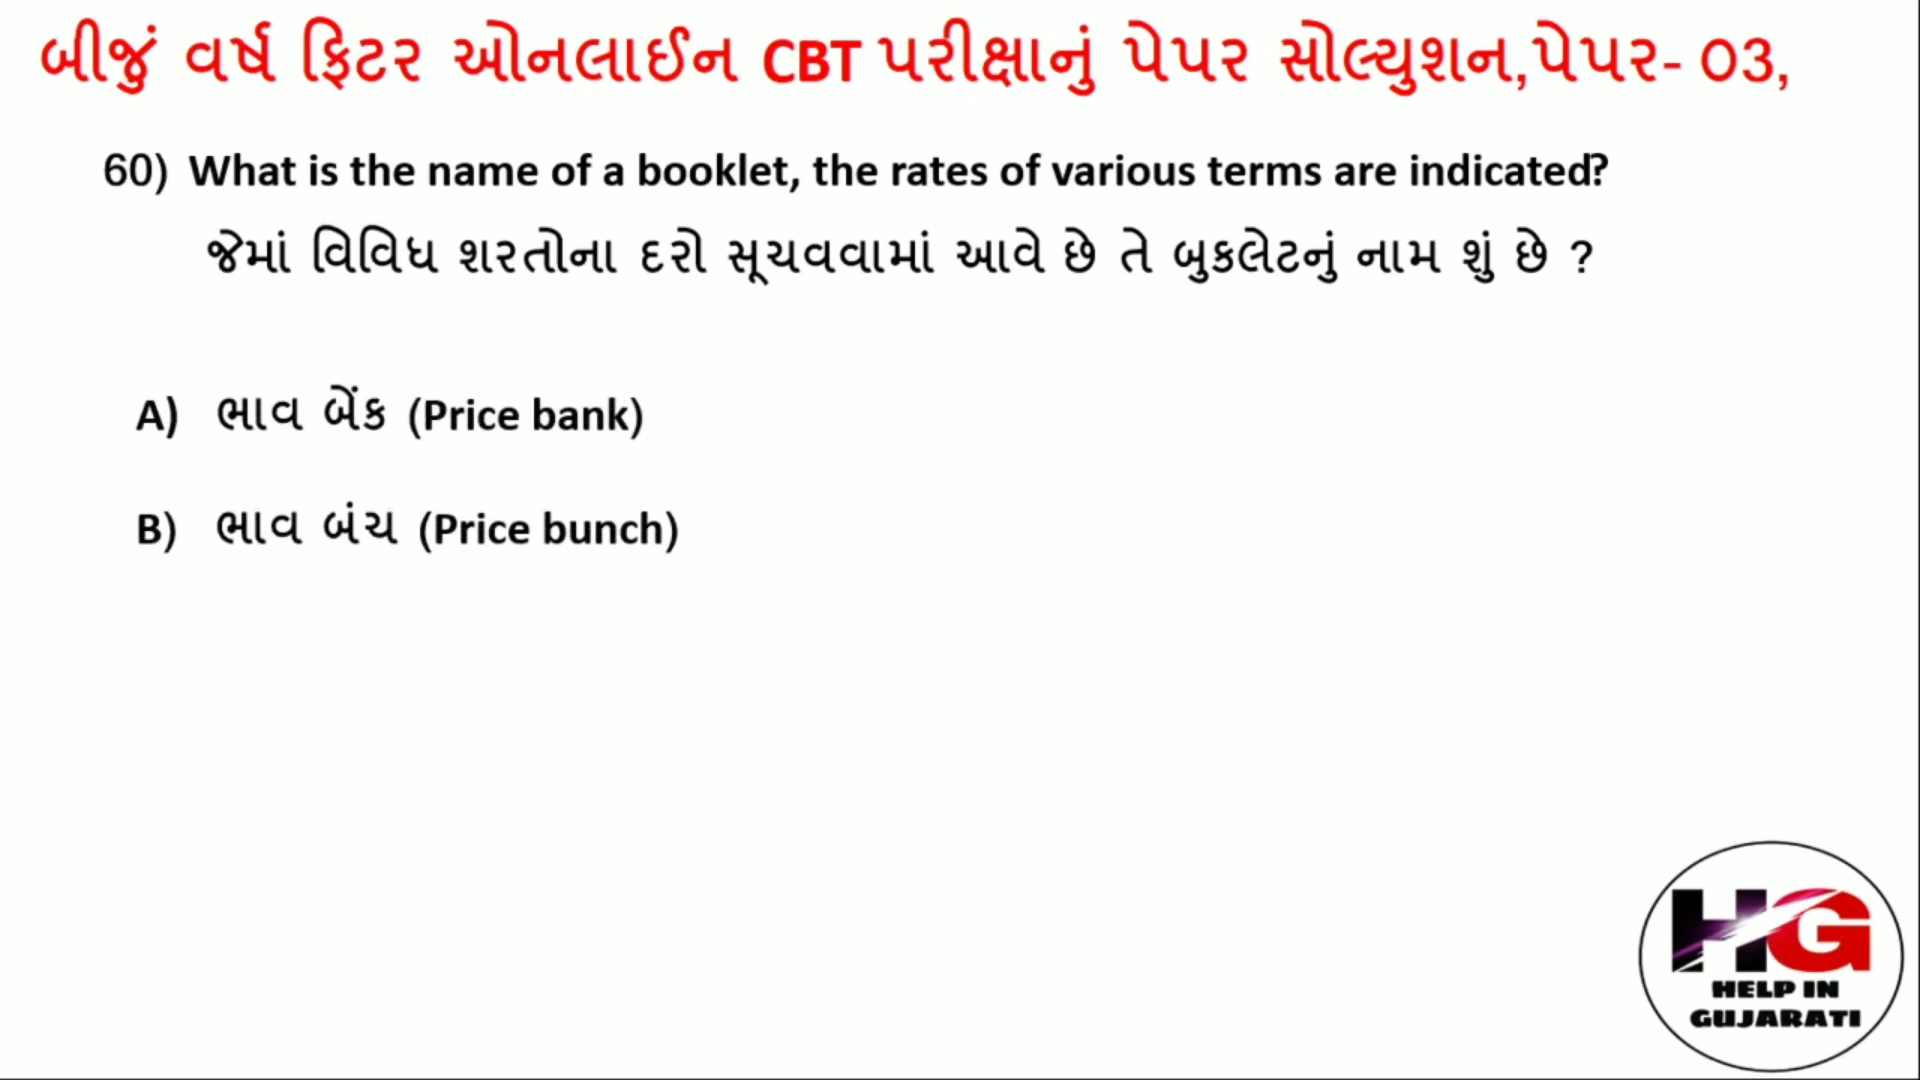 બીજું વર્ષ ફિટર ઓનલાઈન CBT પરીક્ષાનું પેપર સોલ્યુશન,પેપર- 03,
60) What is the name of a booklet, the rates of various terms are indicated?
જેમાં વિવિધ શરતોના દરો સૂચવવામાં આવે છે તે બુકલેટનું નામ શું છે ?
A) ભાવ બેંક (Price bank)
B) ભાવ બંચ (Price bunch)
HG
HELP IN
GUJARATI